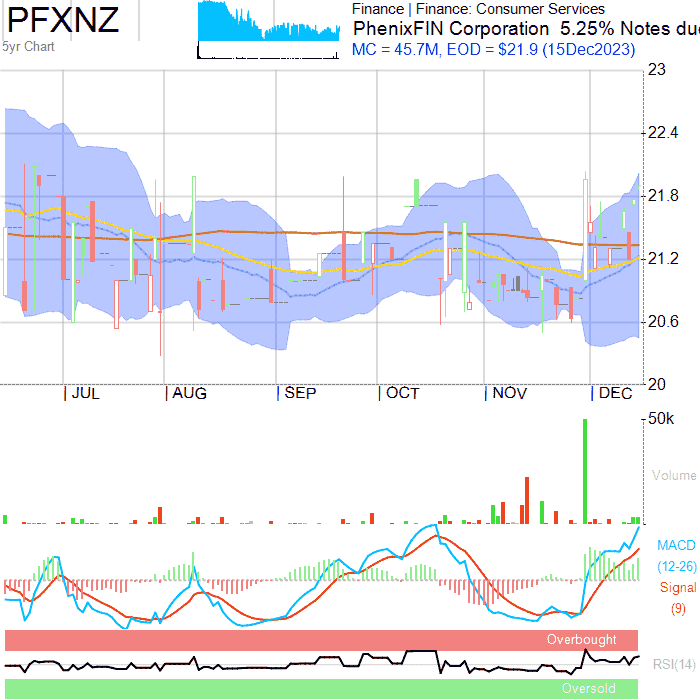 PFXNZ
5yr Chart
Finance | Finance: Consumer Services
PhenixFIN Corporation 5.25% Notes du
MC = 45.7M, EOD = $21.9 (15Dec2023)
23
22.4
21.8
21.2
20.6
20
JUL
AUG
SEP
OCT
NOV
DEC
50k
Volume
MACD
(12-26)
Signal
(9)
Overbought
RSI(14)
Oversold